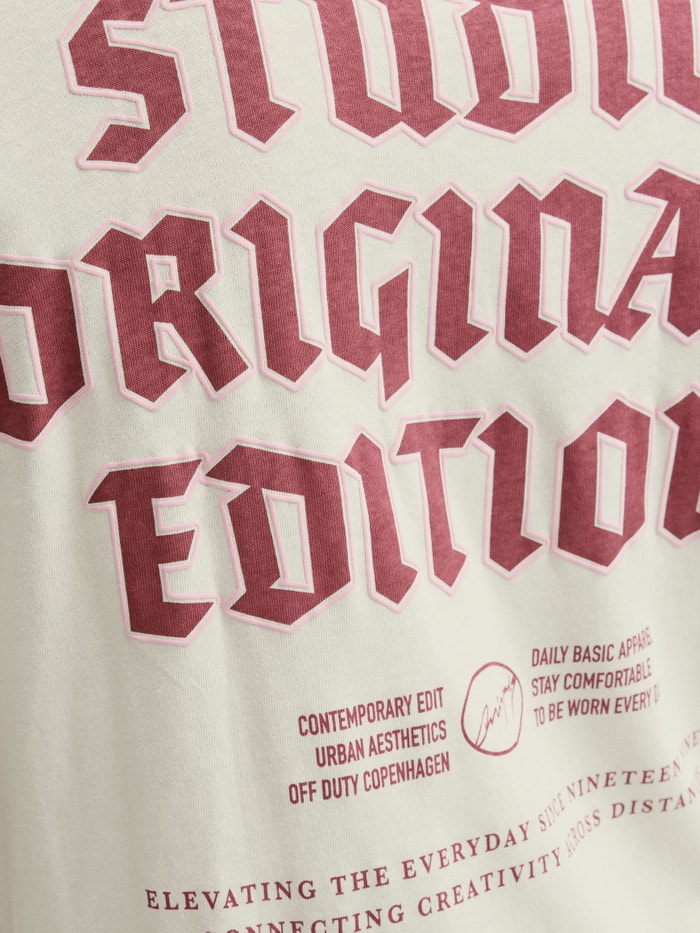 STUDIO
ORIGINAL
EDITION
CONTEMPORARY EDIT
URBAN AESTHETICS
OFF DUTY COPENHAGEN
DAILY BASIC APPAREL
STAY COMFORTABLE
TO BE WORN EVERY
ELEVATING THE EVERYDAY SINCE NINETEEN
CONNECTING CREATIVITY ACROSS